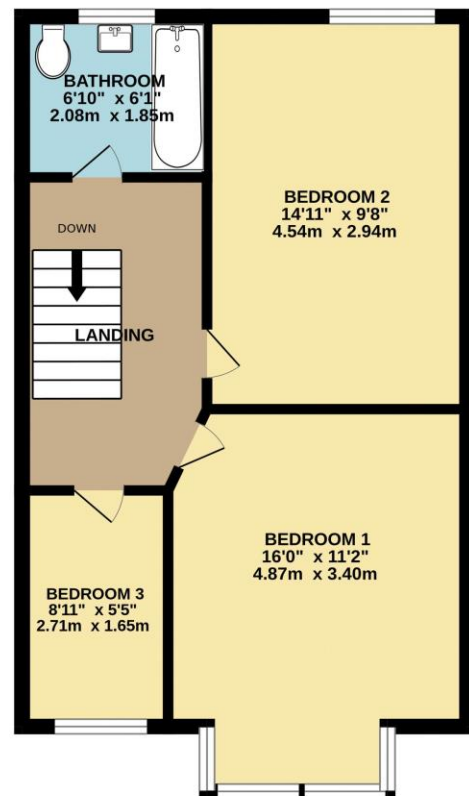 BATHROOM
6'10" x 6'1"
2.08m x 1.85m
BEDROOM 2
14'11" x 9'8"
4.54m x 2.94m
DOWN
LANDING
BEDROOM 1
16'0" x 11'2"
4.87m x 3.40m
BEDROOM 3
8'11" x 5'5"
2.71m x 1.65m